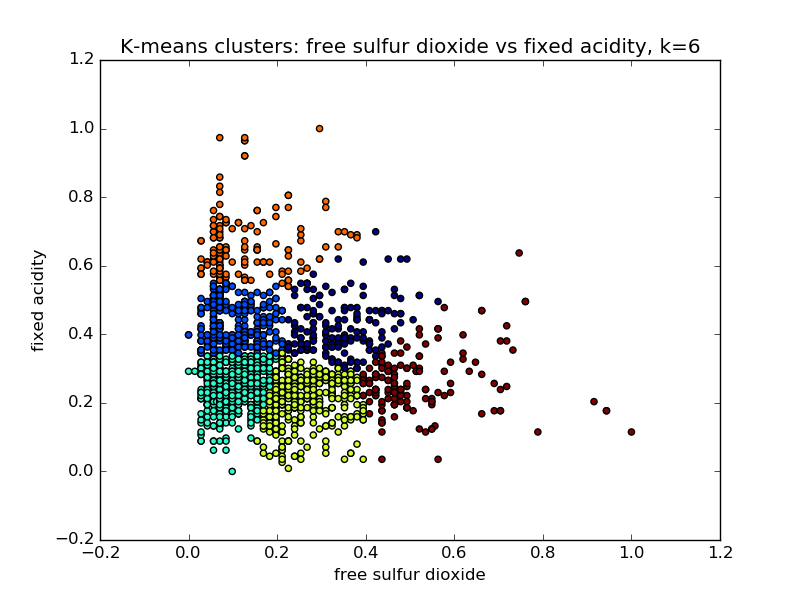 K-means clusters: free sulfur dioxide vs fixed acidity, k=6
1.2
1.0
0.8
0.6
0.4
0.2
0.0
−0.2
fixed acidity
−0.2 0.0 0.2 0.4 0.6 0.8 1.0 1.2
free sulfur dioxide